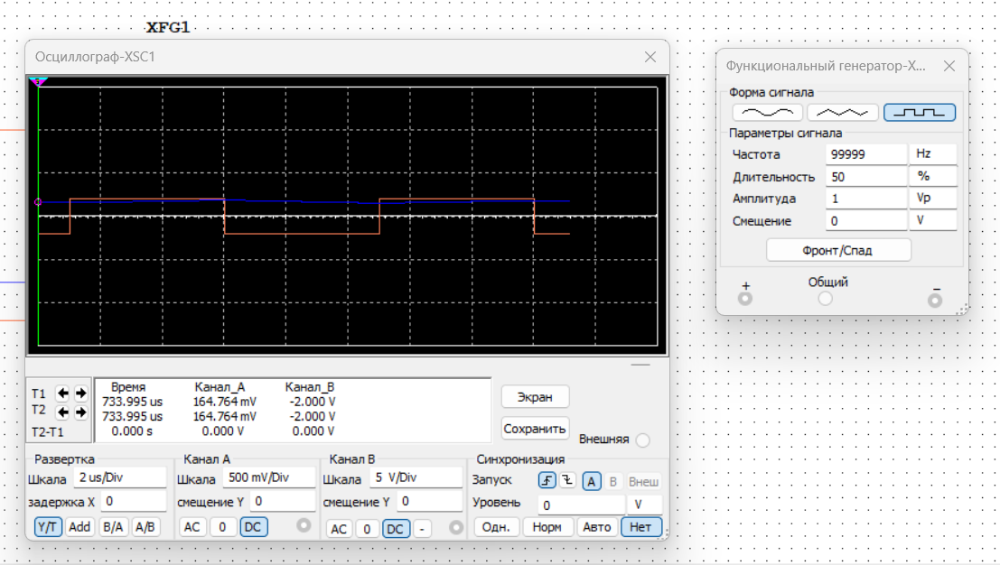 XFG1
Осциллограф-XSC1
T1
T2
T2-T1
Время Канал_A Канал_B
733.995 us 164.764 mV -2.000 V
733.995 us 164.764 mV -2.000 V
0.000 s 0.000 V 0.000 V
Экран
Сохранить
Внешняя
Развертка
Шкала 2 us/Div
задержка X 0
Y/T Add B/A A/B
Канал A
Шкала 500 mV/Div
смещение Y 0
AC 0 DC
Канал B
Шкала 5 V/Div
смещение Y 0
AC 0 DC -
Синхронизация
Запуск A B Внеш
Уровень 0 V
Одн. Норм Авто Нет
Функциональный генератор-X...
Форма сигнала
Параметры сигнала
Частота 99999 Hz
Длительность 50 %
Амплитуда 1 Vp
Смещение 0 V
Фронт/Спад
+ Общий −